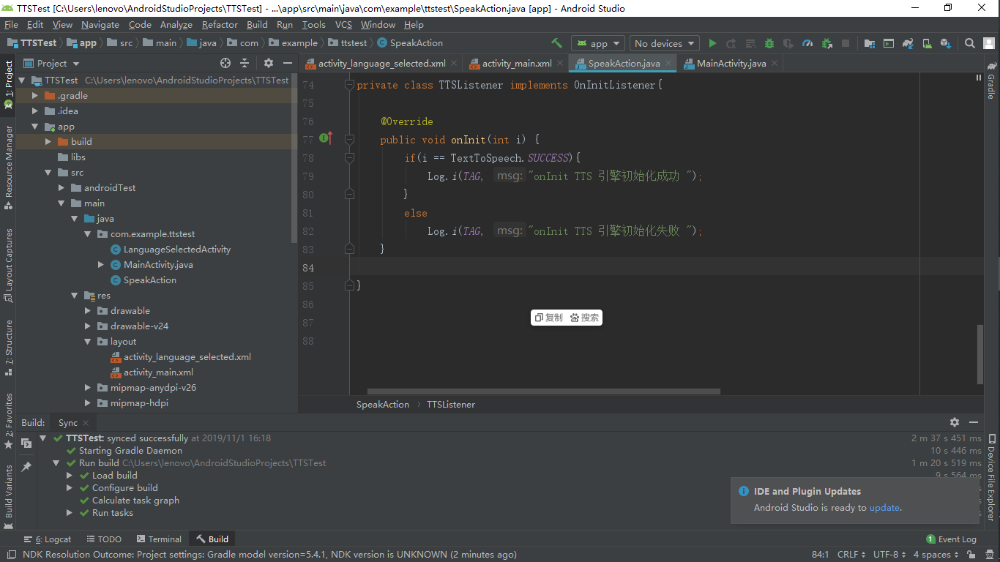 TTSTest [C:\Users\lenovo\AndroidStudioProjects\TTSTest] - ...\app\src\main\java\com\example\ttstest\SpeakAction.java [app] - Android Studio
File Edit View Navigate Code Analyze Refactor Build Run Tools VCS Window Help
TTSTest app src main java com example ttstest SpeakAction app No devices
1: Project
Resource Manager
Layout Captures
7: Structure
2: Favorites
Build Variants
Project
TTSTest C:\Users\lenovo\AndroidStudioProjects\TTSTest
.gradle
.idea
app
build
libs
src
androidTest
main
java
com.example.ttstest
LanguageSelectedActivity
MainActivity.java
SpeakAction
res
drawable
drawable-v24
layout
activity_language_selected.xml
activity_main.xml
mipmap-anydpi-v26
mipmap-hdpi
activity_language_selected.xml activity_main.xml SpeakAction.java MainActivity.java
74 private class TTSListener implements OnInitListener{
75
76 @Override
77 public void onInit(int i) {
78 if(i == TextToSpeech.SUCCESS){
79 Log.i(TAG, msg: "onInit TTS 引擎初始化成功 ");
80 }
81 else
82 Log.i(TAG, msg: "onInit TTS 引擎初始化失败 ");
83 }
84
85 }
86
87
88
复制 搜索
SpeakAction TTSListener
Gradle
Device File Explorer
Build: Sync
TTSTest: synced successfully at 2019/11/1 16:18 2 m 37 s 451 ms
Starting Gradle Daemon 10 s 446 ms
Run build C:\Users\lenovo\AndroidStudioProjects\TTSTest 1 m 20 s 519 ms
Load build 9 s 564 ms
Configure build
Calculate task graph
Run tasks
IDE and Plugin Updates
Android Studio is ready to update.
6: Logcat TODO Terminal Build 1 Event Log
NDK Resolution Outcome: Project settings: Gradle model version=5.4.1, NDK version is UNKNOWN (2 minutes ago) 84:1 CRLF UTF-8 4 spaces